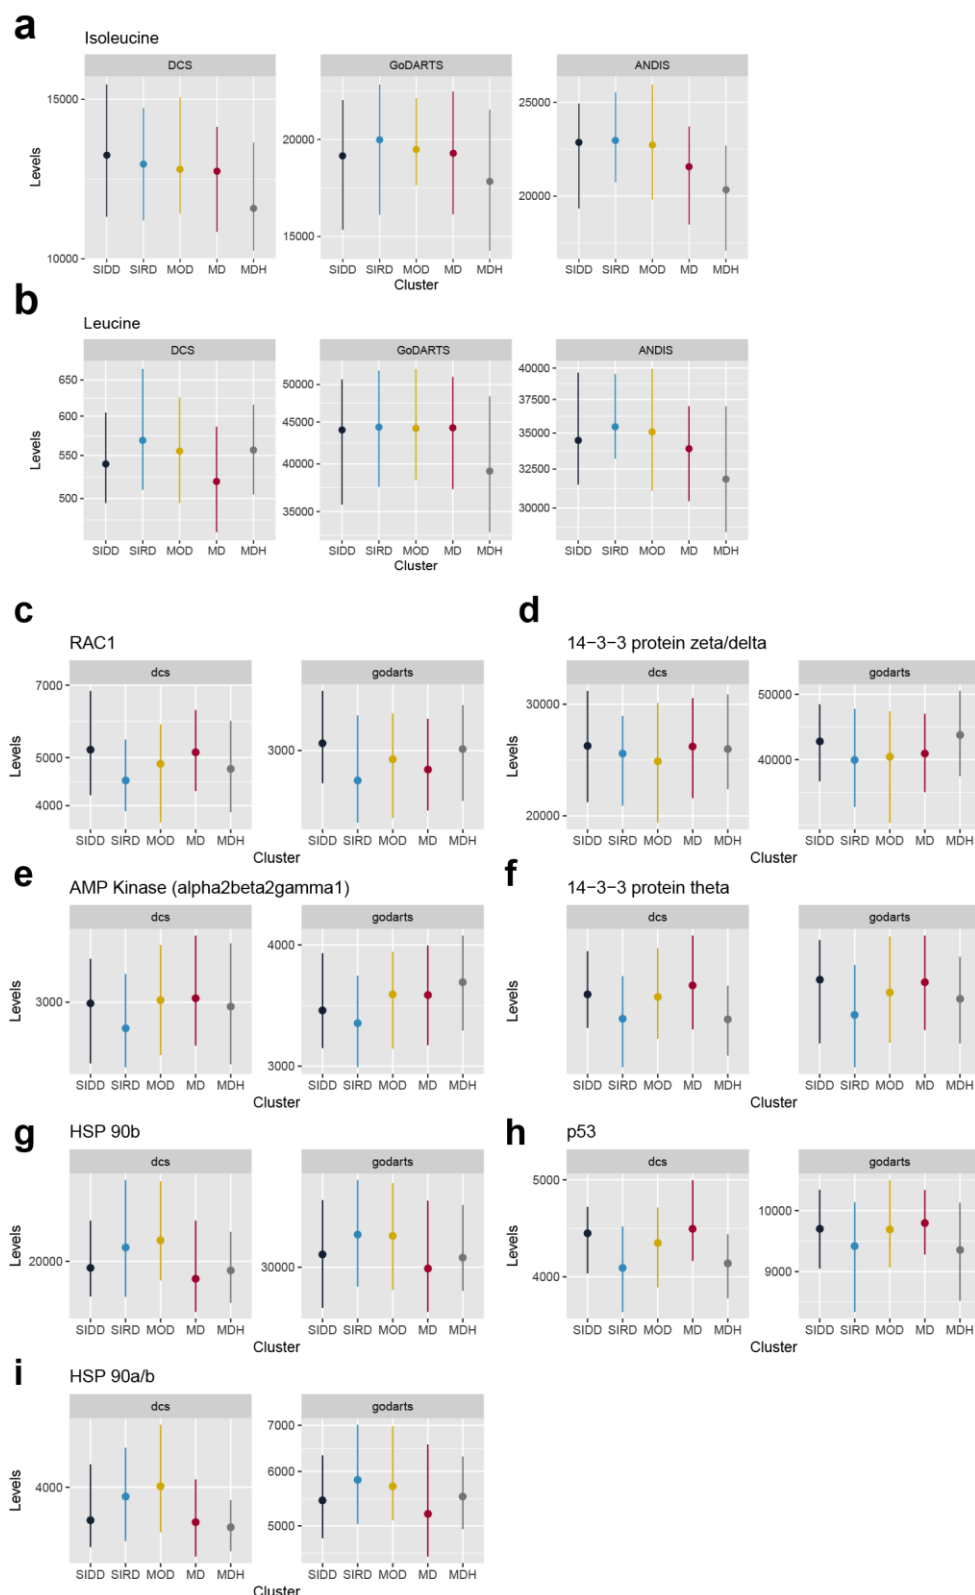 a
Isoleucine
DCS GoDARTS ANDIS
15000
10000
20000
15000
25000
20000
Levels
SIDD SIRD MOD MD MDH SIDD SIRD MOD MD MDH SIDD SIRD MOD MD MDH
Cluster
b
Leucine
DCS GoDARTS ANDIS
650
600
550
500
50000
45000
40000
35000
40000
37500
35000
32500
30000
Levels
SIDD SIRD MOD MD MDH SIDD SIRD MOD MD MDH SIDD SIRD MOD MD MDH
Cluster
c
RAC1
dcs godarts
7000
5000
4000
3000
Levels
SIDD SIRD MOD MD MDH SIDD SIRD MOD MD MDH
Cluster
d
14−3−3 protein zeta/delta
dcs godarts
30000
20000
50000
40000
Levels
SIDD SIRD MOD MD MDH SIDD SIRD MOD MD MDH
Cluster
e
AMP Kinase (alpha2beta2gamma1)
dcs godarts
3000
4000
3000
Levels
SIDD SIRD MOD MD MDH SIDD SIRD MOD MD MDH
Cluster
f
14−3−3 protein theta
dcs godarts
Levels
SIDD SIRD MOD MD MDH SIDD SIRD MOD MD MDH
Cluster
g
HSP 90b
dcs godarts
20000
30000
Levels
SIDD SIRD MOD MD MDH SIDD SIRD MOD MD MDH
Cluster
h
p53
dcs godarts
5000
4000
10000
9000
Levels
SIDD SIRD MOD MD MDH SIDD SIRD MOD MD MDH
Cluster
i
HSP 90a/b
dcs godarts
4000
7000
6000
5000
Levels
SIDD SIRD MOD MD MDH SIDD SIRD MOD MD MDH
Cluster